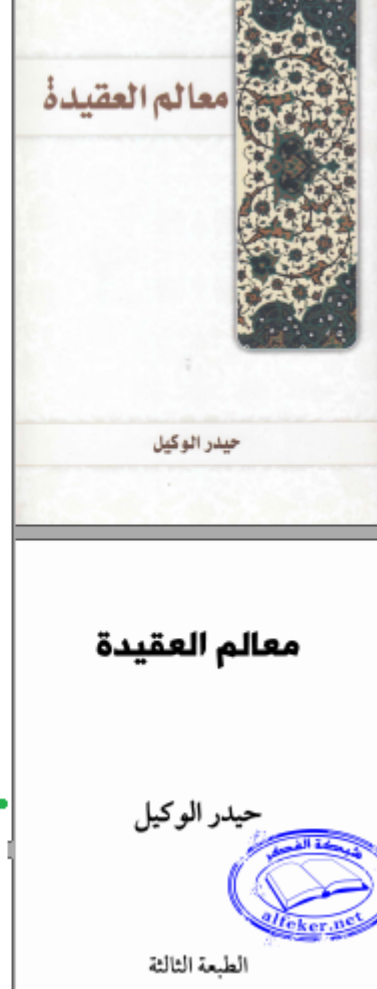 معالم العقيدة
حيدر الوكيل
معالم العقيدة
حيدر الوكيل
شبكة الفكر
alfeker.net
الطبعة الثالثة